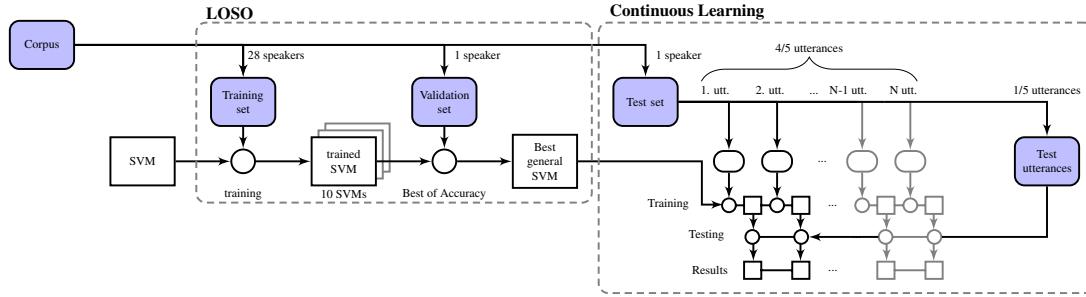 LOSO
Continuous Learning
Corpus
28 speakers
1 speaker
1 speaker
4/5 utterances
Training
set
Validation
set
Test set
1. utt.
2. utt.
...
N-1 utt.
N utt.
1/5 utterances
SVM
trained
SVM
Best
general
SVM
...
Test
utterances
training
10 SVMs
Best of Accuracy
Training
...
Testing
Results
...